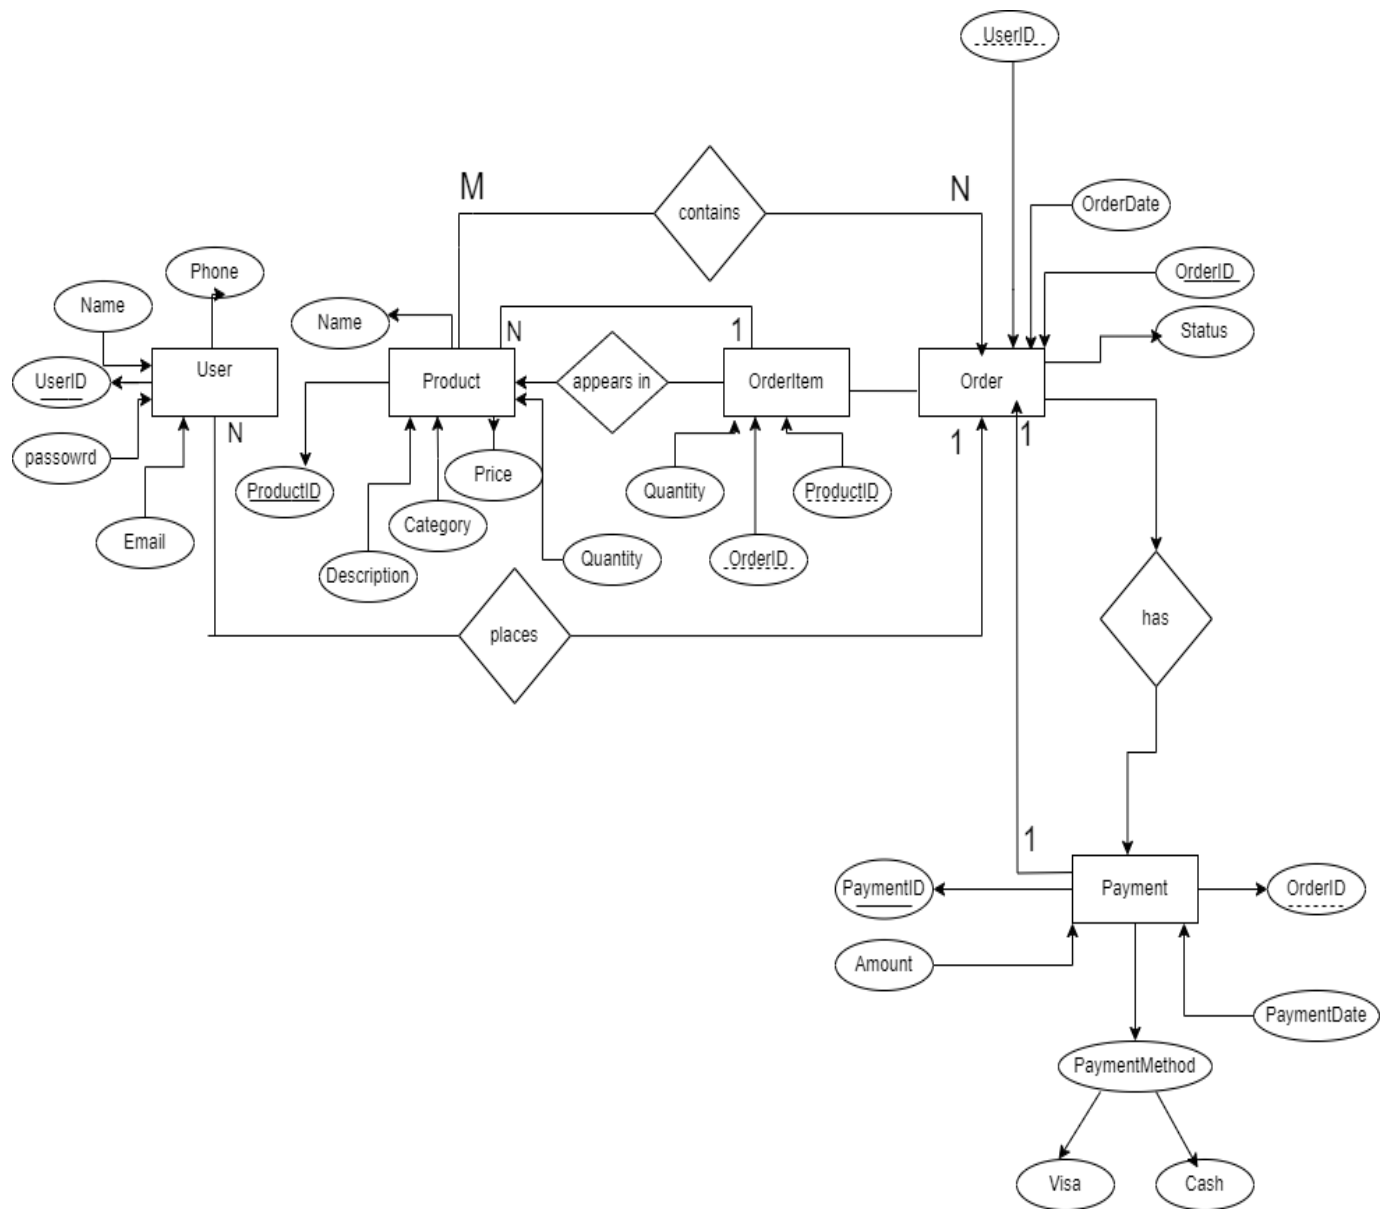 UserID
M
N
contains
OrderDate
Phone
OrderID
Name
Name
N
1
Status
User
UserID
Product
appears in
OrderItem
Order
N
1
1
passowrd
ProductID
Price
Quantity
ProductID
Category
Email
Description
Quantity
OrderID
places
has
1
PaymentID
Payment
OrderID
Amount
PaymentDate
PaymentMethod
Visa
Cash